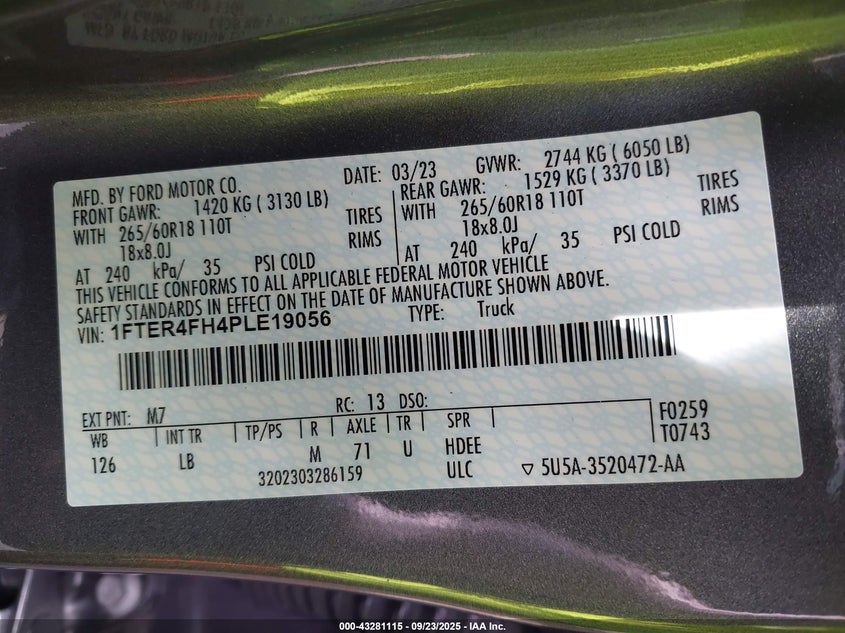 MFD. BY FORD MOTOR CO.
DATE: 03/23 GVWR: 2744 KG ( 6050 LB)
FRONT GAWR: 1420 KG ( 3130 LB)
REAR GAWR: 1529 KG ( 3370 LB)
WITH 265/60R18 110T TIRES
WITH 265/60R18 110T TIRES
18x8.0J RIMS
18x8.0J RIMS
AT 240 kPa/ 35 PSI COLD
AT 240 kPa/ 35 PSI COLD
THIS VEHICLE CONFORMS TO ALL APPLICABLE FEDERAL MOTOR VEHICLE
SAFETY STANDARDS IN EFFECT ON THE DATE OF MANUFACTURE SHOWN ABOVE.
VIN: 1FTER4FH4PLE19056 TYPE: Truck
EXT PNT: M7 RC: 13 DSO:
WB INT TR TP/PS R AXLE TR SPR
126 LB M 71 U HDEE
3202303286159 ULC
F0259
T0743
▽ 5U5A-3520472-AA
000-43281115 - 09/23/2025 - IAA Inc.